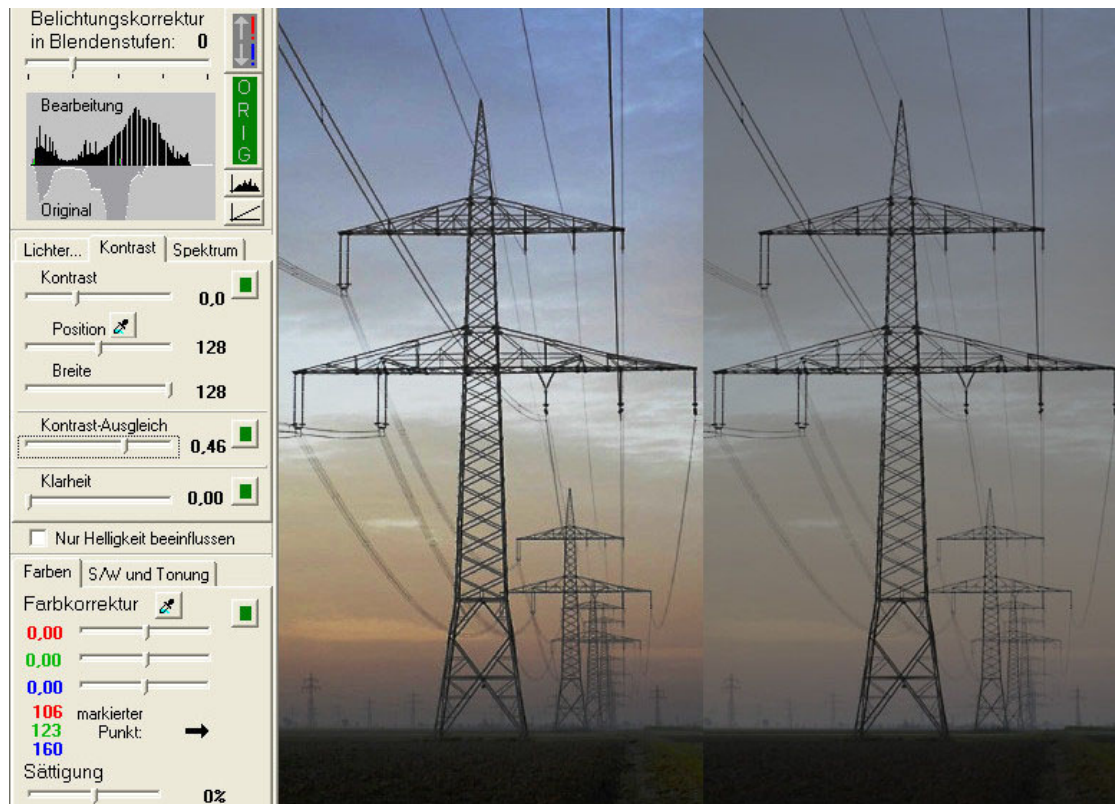 Belichtungskorrektur
in Blendenstufen: 0
ORIG
Bearbeitung
Original
Lichter... Kontrast Spektrum
Kontrast
0,0
Position
128
Breite
128
Kontrast-Ausgleich
0,46
Klarheit
0,00
Nur Helligkeit beeinflussen
Farben S/W und Tonung
Farbkorrektur
0,00
0,00
0,00
106 markierter
123 Punkt:
160
Sättigung
0%